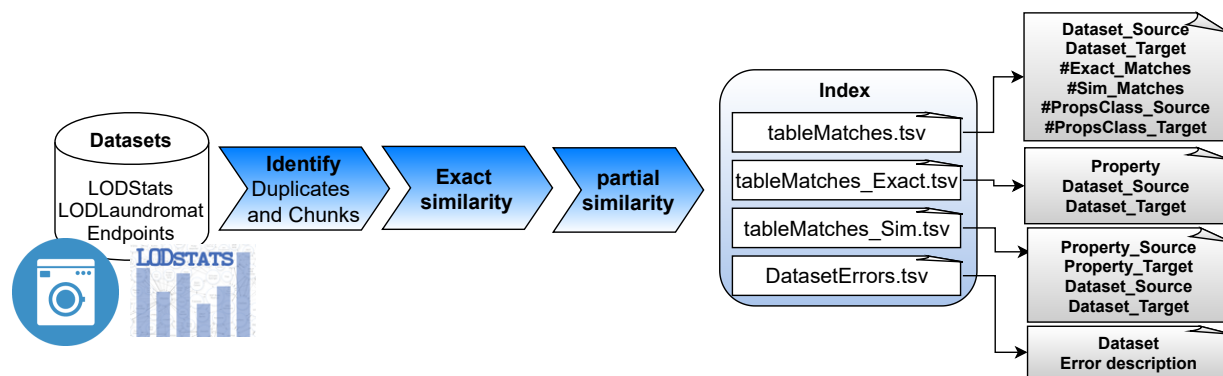 Datasets
LODStats
LODLaundromat
Endpoints
LODSTATS
Identify
Duplicates
and Chunks
Exact
similarity
partial
similarity
Index
tableMatches.tsv
tableMatches_Exact.tsv
tableMatches_Sim.tsv
DatasetErrors.tsv
Dataset_Source
Dataset_Target
#Exact_Matches
#Sim_Matches
#PropsClass_Source
#PropsClass_Target
Property
Dataset_Source
Dataset_Target
Property_Source
Property_Target
Dataset_Source
Dataset_Target
Dataset
Error description